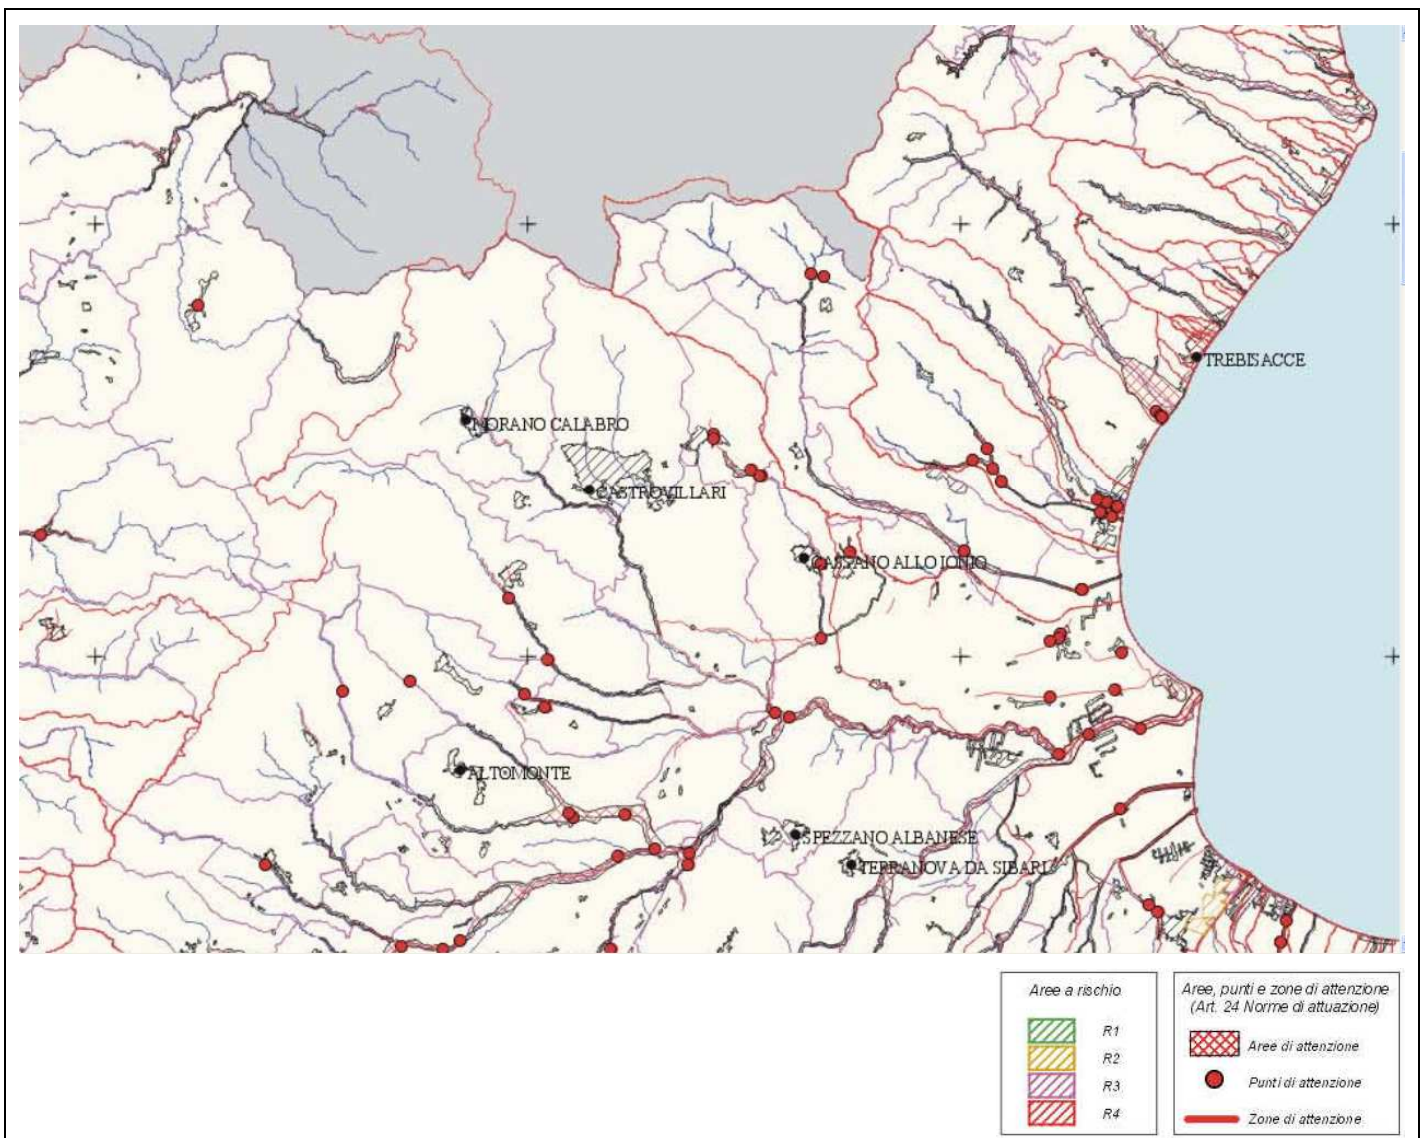 TREBISACCE
MORANO CALABRO
CASTROVILLARI
CASSANO ALLO IONIO
ALTOMONTE
SPEZZANO ALBANESE
TERRANOVA DA SIBARI
Aree a rischio
R1
R2
R3
R4
Aree, punti e zone di attenzione
(Art. 24 Norme di attuazione)
Aree di attenzione
Punti di attenzione
Zone di attenzione